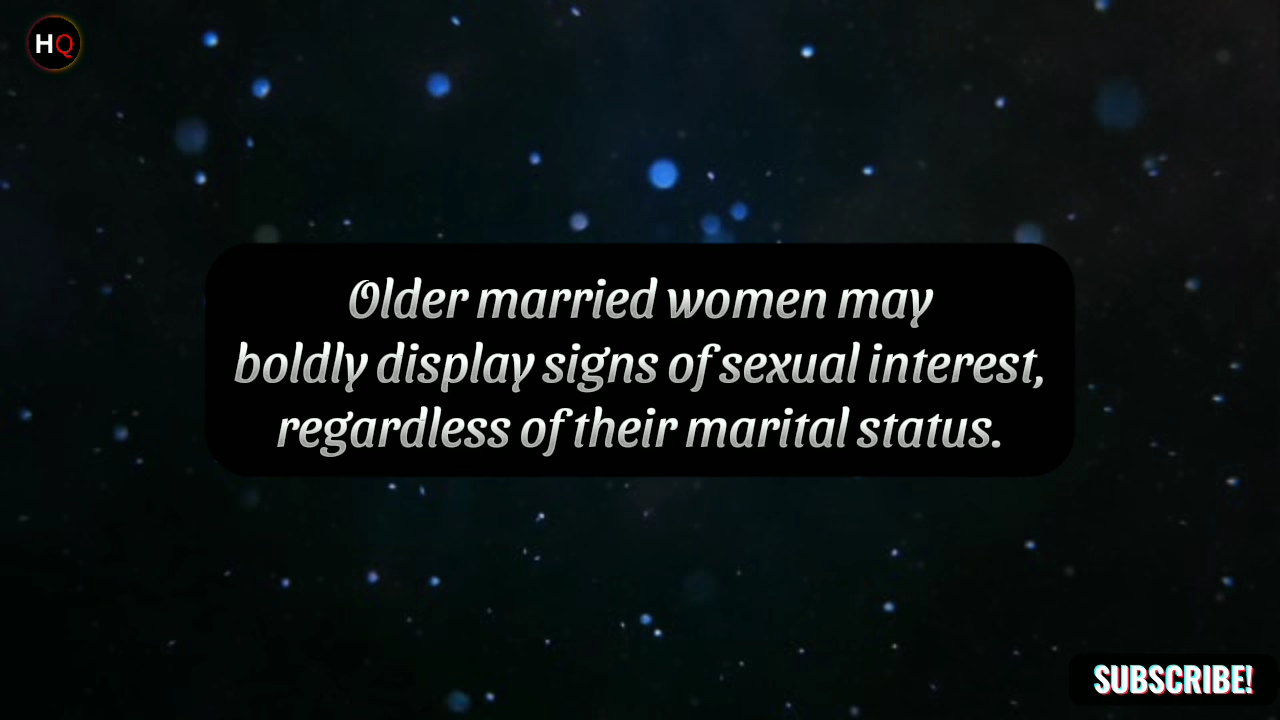 HQ
Older married women may
boldly display signs of sexual interest,
regardless of their marital status.
SUBSCRIBE!